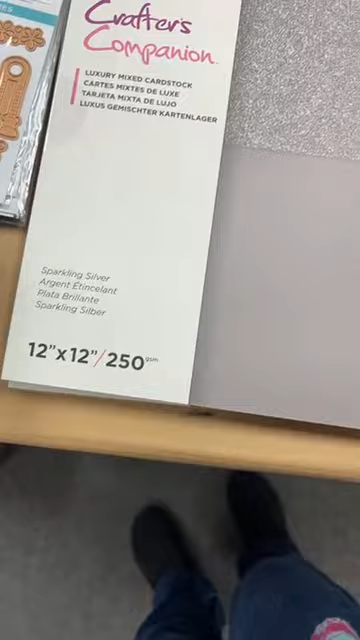 Crafter's
Companion
LUXURY MIXED CARDSTOCK
CARTES MIXTES DE LUXE
TARJETA MIXTA DE LUJO
LUXUS GEMISCHTER KARTENLAGER
Sparkling Silver
Argent Étincelant
Plata Brillante
Sparkling Silber
12"x12"/250gsm